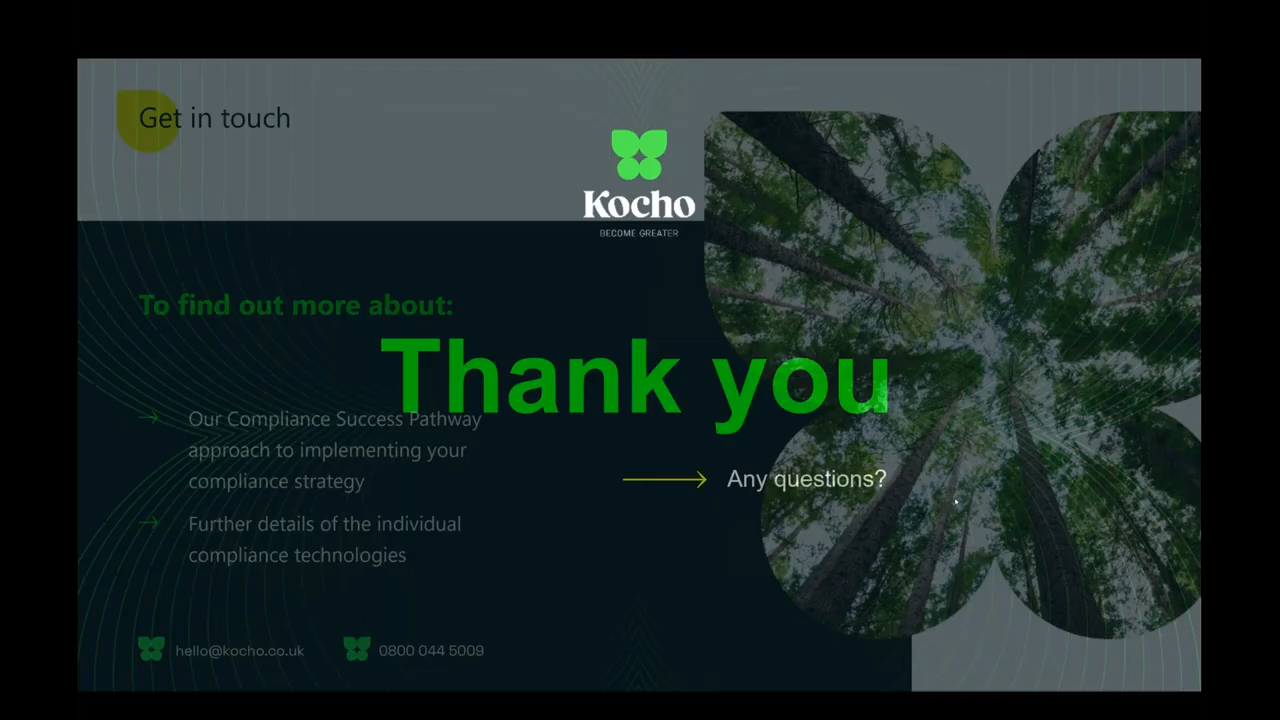 Get in touch
Kocho
BECOME GREATER
To find out more about:
Thank you
Our Compliance Success Pathway
approach to implementing your
compliance strategy
Any questions?
Further details of the individual
compliance technologies
hello@kocho.co.uk
0800 044 5009